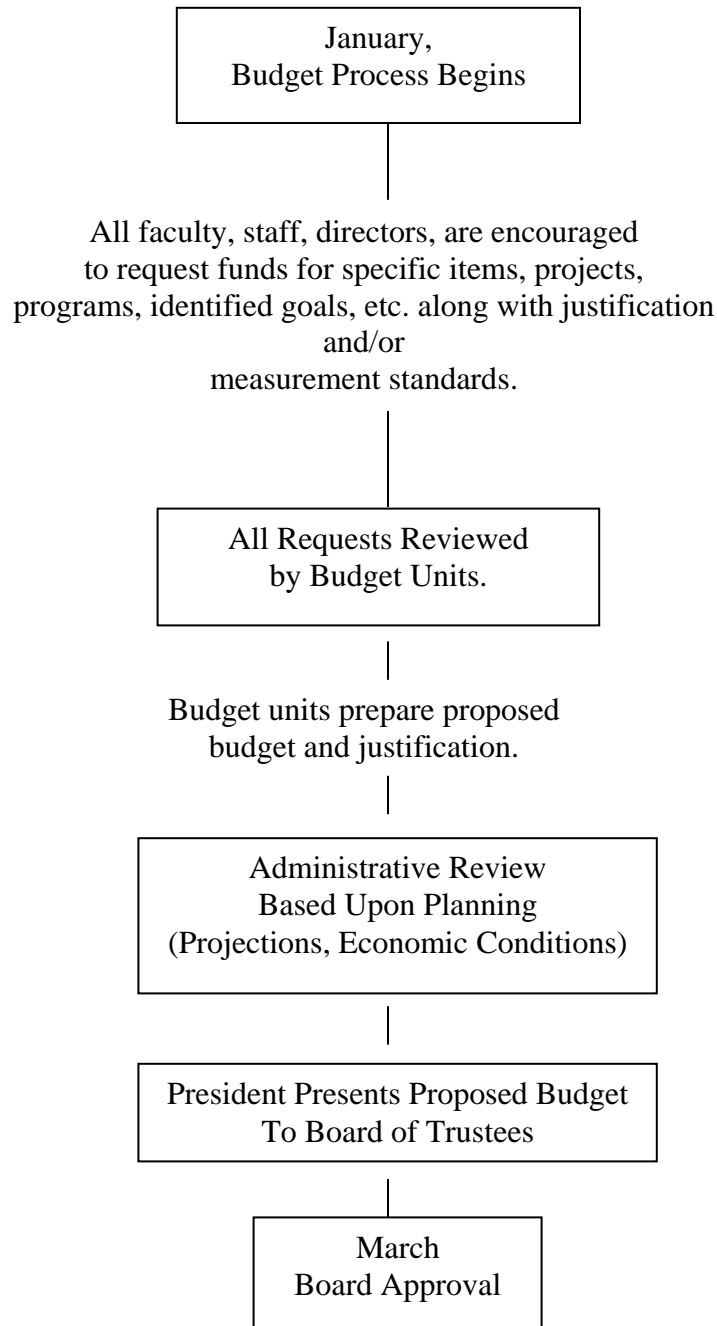 January,
Budget Process Begins
All faculty, staff, directors, are encouraged
to request funds for specific items, projects,
programs, identified goals, etc. along with justification
and/or
measurement standards.
All Requests Reviewed
by Budget Units.
Budget units prepare proposed
budget and justification.
Administrative Review
Based Upon Planning
(Projections, Economic Conditions)
President Presents Proposed Budget
To Board of Trustees
March
Board Approval